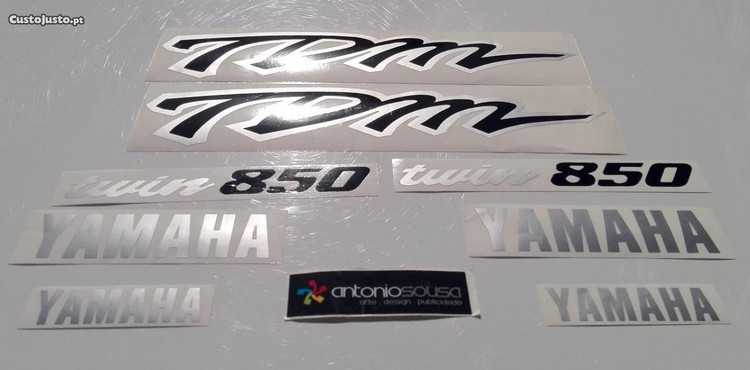 CustoJusto.pt
TDM
TDM
twin 850
twin 850
YAMAHA
YAMAHA
YAMAHA
antoniosousa
arte . design . publicidade
YAMAHA